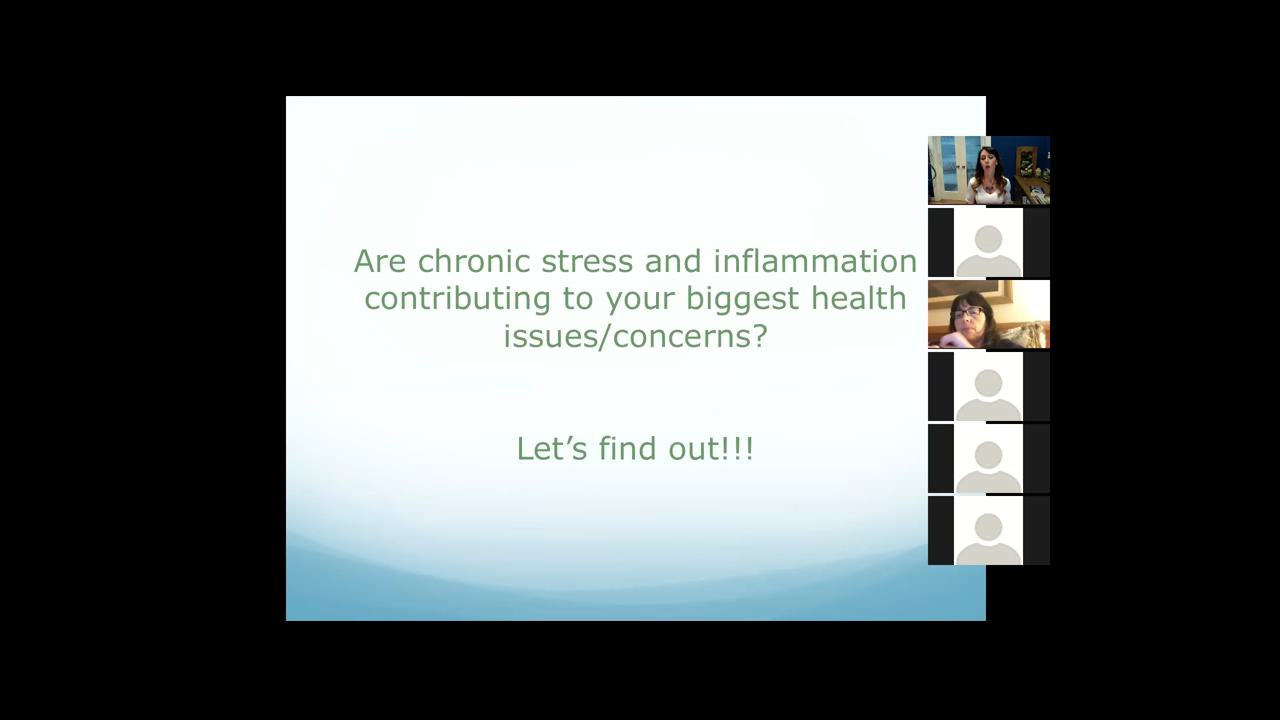 Are chronic stress and inflammation
contributing to your biggest health
issues/concerns?
Let’s find out!!!